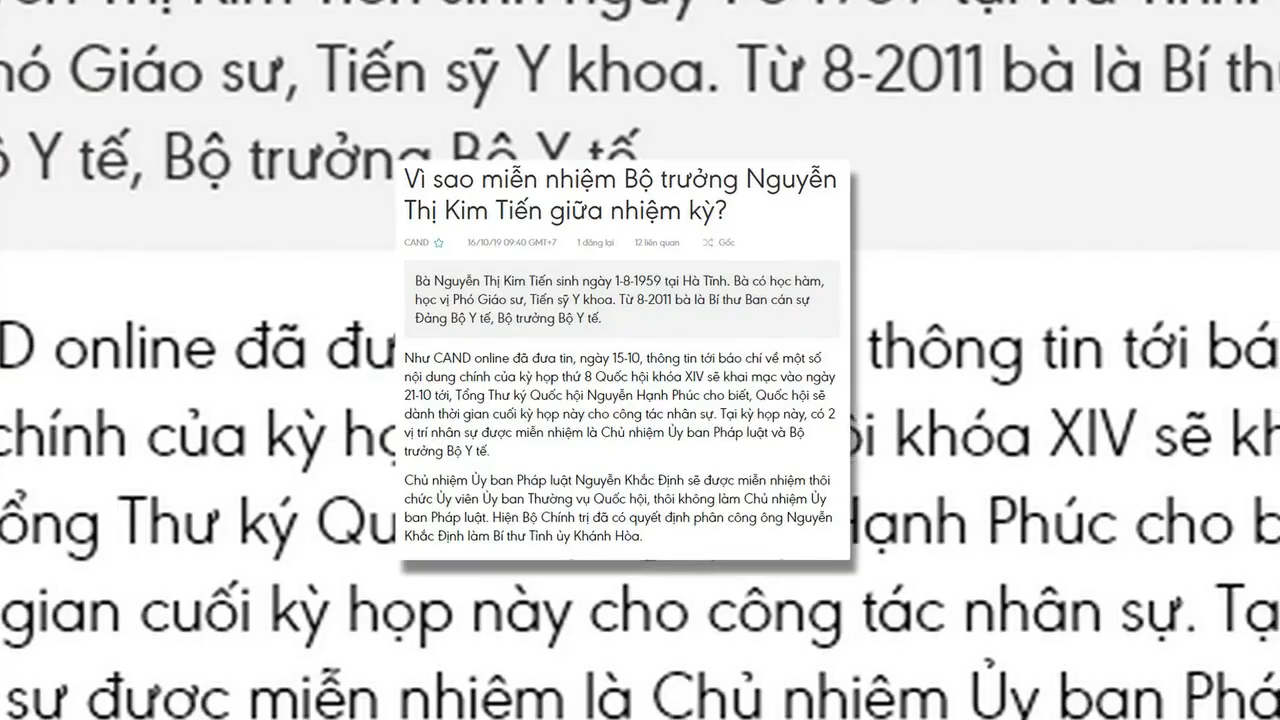 phó Giáo sư, Tiến sỹ Y khoa. Từ 8-2011 bà là Bí
Y tế, Bộ trưởng Bộ Y tế
Vì sao miễn nhiệm Bộ trưởng Nguyễn
Thị Kim Tiến giữa nhiệm kỳ?
CAND 16/10/19 09:40 GMT+7 1 đăng lại 12 liên quan Gốc
Bà Nguyễn Thị Kim Tiến sinh ngày 1-8-1959 tại Hà Tĩnh. Bà có học hàm,
học vị Phó Giáo sư, Tiến sỹ Y khoa. Từ 8-2011 bà là Bí thư Ban cán sự
Đảng Bộ Y tế, Bộ trưởng Bộ Y tế.
Như CAND online đã đưa tin, ngày 15-10, thông tin tới báo chí về một số
nội dung chính của kỳ họp thứ 8 Quốc hội khóa XIV sẽ khai mạc vào ngày
21-10 tới, Tổng Thư ký Quốc hội Nguyễn Hạnh Phúc cho biết, Quốc hội sẽ
dành thời gian cuối kỳ họp này cho công tác nhân sự. Tại kỳ họp này, có 2
vị trí nhân sự được miễn nhiệm là Chủ nhiệm Ủy ban Pháp luật và Bộ
trưởng Bộ Y tế.
Chủ nhiệm Ủy ban Pháp luật Nguyễn Khắc Định sẽ được miễn nhiệm thôi
chức Ủy viên Ủy ban Thường vụ Quốc hội, thôi không làm Chủ nhiệm Ủy
ban Pháp luật. Hiện Bộ Chính trị đã có quyết định phân công ông Nguyễn
Khắc Định làm Bí thư Tỉnh ủy Khánh Hòa.
online đã thông tin tới
chính của kỳ khóa XIV sẽ
Thư ký Hạnh Phúc cho
gian cuối kỳ họp này cho công tác nhân sự. Tại
sự được miễn nhiệm là Chủ nhiệm Ủy ban